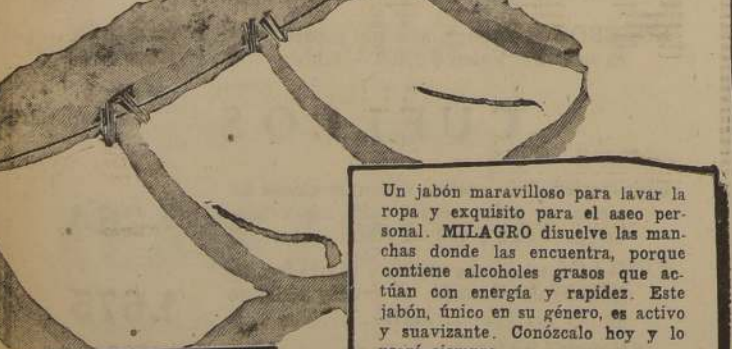 Un jabón maravilloso para lavar la
ropa y exquisito para el aseo per-
sonal. MILAGRO disuelve las man-
chas donde las encuentra, porque
contiene alcoholes grasos que ac-
túan con energía y rapidez. Este
jabón, único en su género, es activo
y suavizante. Conózcalo hoy y lo